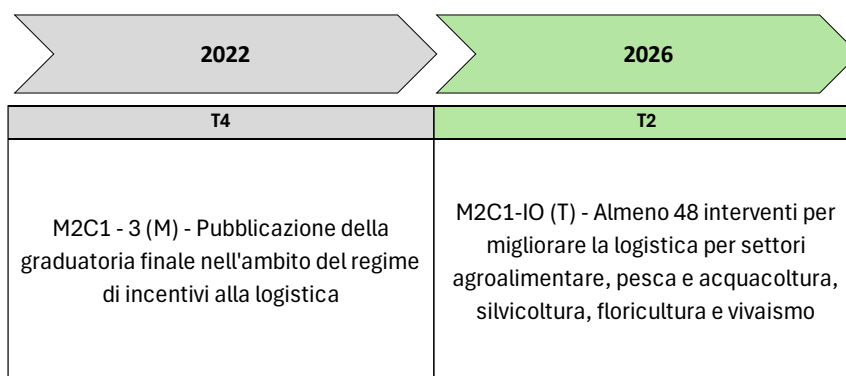 2022
2026
T4
T2
M2C1 - 3 (M) - Pubblicazione della
graduatoria finale nell'ambito del regime
di incentivi alla logistica
M2C1-IO (T) - Almeno 48 interventi per
migliorare la logistica per settori
agroalimentare, pesca e acquacoltura,
silvicoltura, floricultura e vivaismo